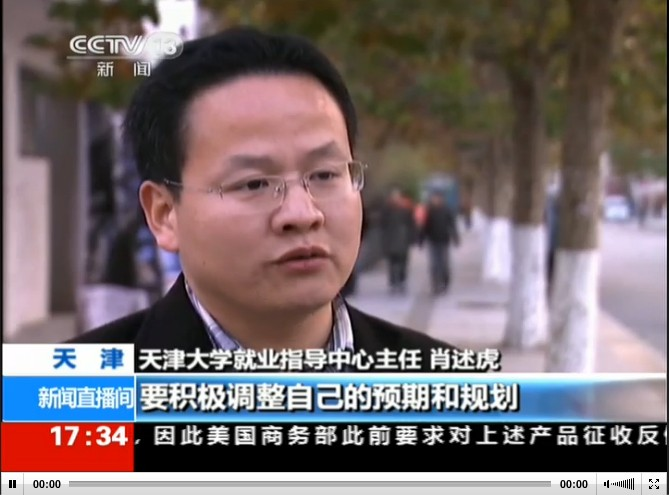 CCTV 13
新闻
天津
天津大学就业指导中心主任 肖述虎
新闻直播间
要积极调整自己的预期和规划
17:34
, 因此美国商务部此前要求对上述产品征收反
00:00
00:00